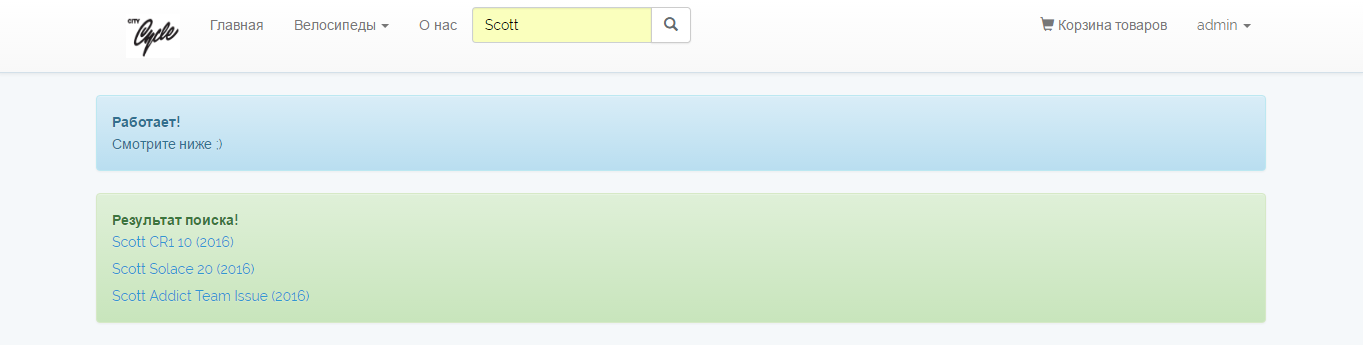 CITY
Cycle
Главная
Велосипеды
О нас
Scott
Корзина товаров
admin
Работает!
Смотрите ниже ;)
Результат поиска!
Scott CR1 10 (2016)
Scott Solace 20 (2016)
Scott Addict Team Issue (2016)